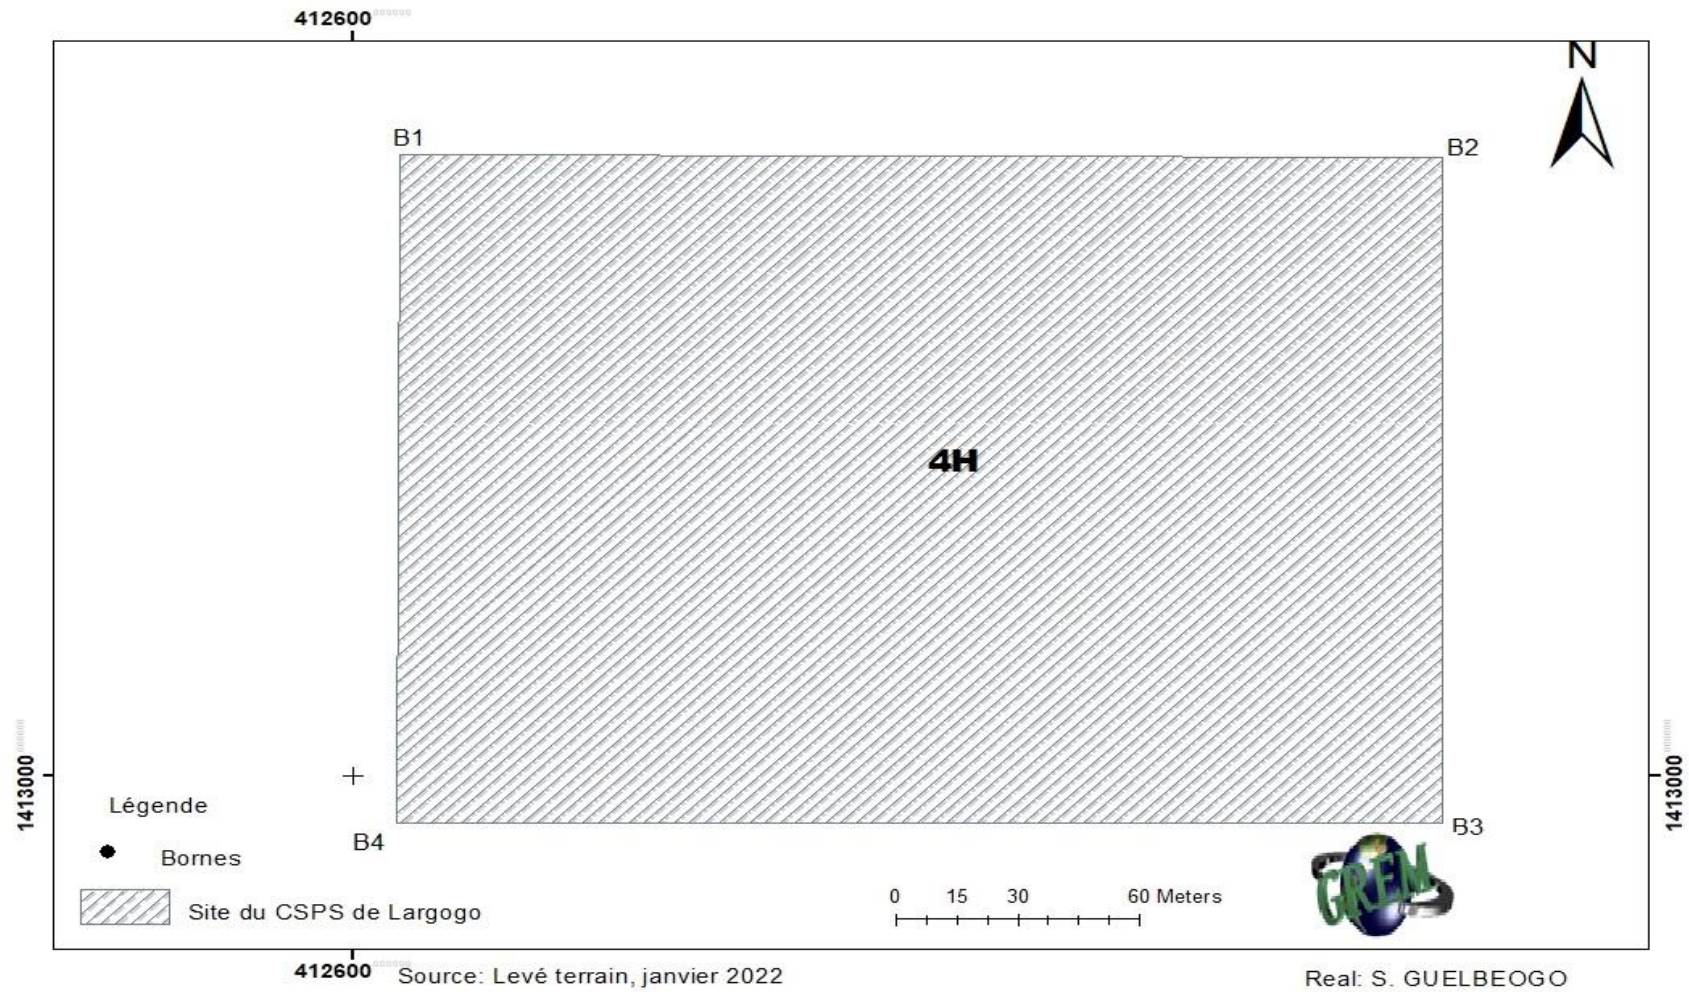 412600
N
B1
B2
4H
1413000
1413000
Légende
B4
B3
Bornes
GREM
0 15 30 60 Meters
Site du CSPS de Largogo
412600
Source: Levé terrain, janvier 2022
Real: S. GUELBEOGO